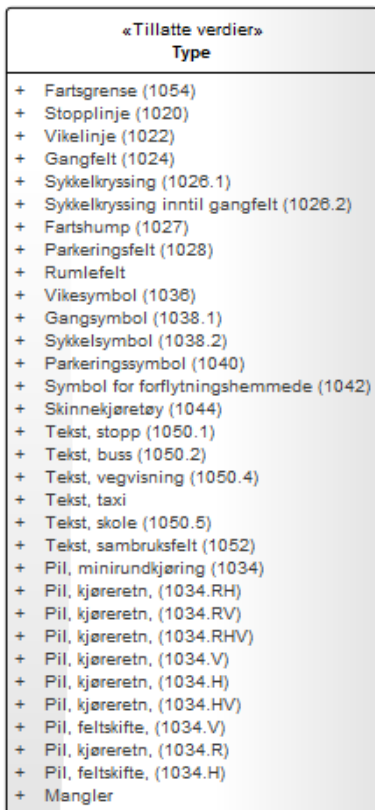 «Tillatte verdier»
Type
+ Fartsgrense (1054)
+ Stopplinje (1020)
+ Vikelinje (1022)
+ Gangfelt (1024)
+ Sykkelkryssing (1026.1)
+ Sykkelkryssing inntil gangfelt (1026.2)
+ Fartshump (1027)
+ Parkeringsfelt (1028)
+ Rumlefelt
+ Vikesymbol (1036)
+ Gangsymbol (1038.1)
+ Sykkelsymbol (1038.2)
+ Parkeringssymbol (1040)
+ Symbol for forflytningshemmede (1042)
+ Skinnekjøretøy (1044)
+ Tekst, stopp (1050.1)
+ Tekst, buss (1050.2)
+ Tekst, vegvisning (1050.4)
+ Tekst, taxi
+ Tekst, skole (1050.5)
+ Tekst, sambruksfelt (1052)
+ Pil, minirundkjøring (1034)
+ Pil, kjøreretn, (1034.RH)
+ Pil, kjøreretn, (1034.RV)
+ Pil, kjøreretn, (1034.RHV)
+ Pil, kjøreretn, (1034.V)
+ Pil, kjøreretn, (1034.H)
+ Pil, kjøreretn, (1034.HV)
+ Pil, feltskifte, (1034.V)
+ Pil, kjøreretn, (1034.R)
+ Pil, feltskifte, (1034.H)
+ Mangler